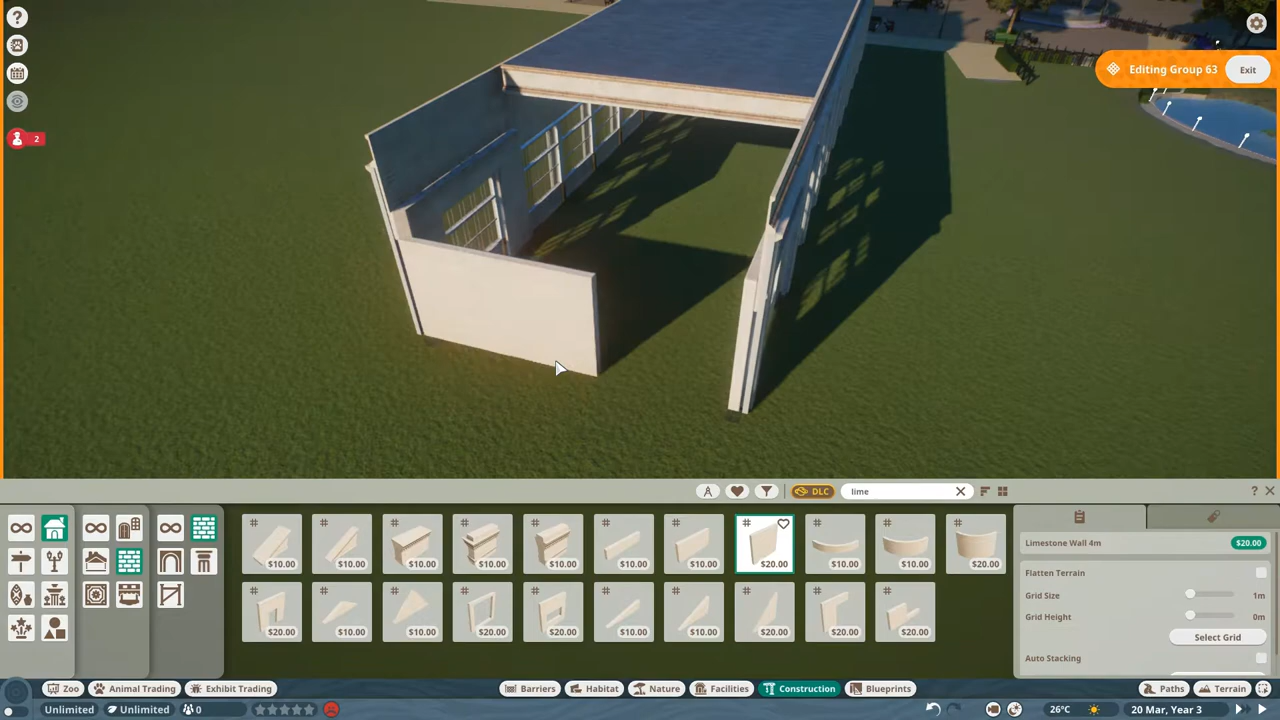 ?
Editing Group 63 Exit
2
DLC lime
?
$10.00 $10.00 $10.00 $10.00 $10.00 $10.00 $10.00 $20.00 $10.00 $10.00 $20.00
$20.00 $10.00 $10.00 $20.00 $20.00 $10.00 $10.00 $20.00 $20.00 $20.00
Limestone Wall 4m $20.00
Flatten Terrain
Grid Size 1m
Grid Height 0m
Select Grid
Auto Stacking
Zoo Animal Trading Exhibit Trading Barriers Habitat Nature Facilities Construction Blueprints Paths Terrain
Unlimited Unlimited 0 26°C 20 Mar, Year 3